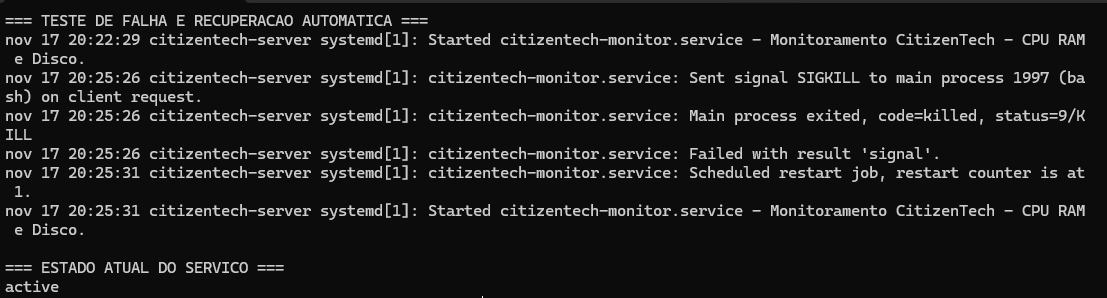 === TESTE DE FALHA E RECUPERACAO AUTOMATICA ===
nov 17 20:22:29 citizentech-server systemd[1]: Started citizentech-monitor.service - Monitoramento CitizenTech - CPU RAM
 e Disco.
nov 17 20:25:26 citizentech-server systemd[1]: citizentech-monitor.service: Sent signal SIGKILL to main process 1997 (ba
sh) on client request.
nov 17 20:25:26 citizentech-server systemd[1]: citizentech-monitor.service: Main process exited, code=killed, status=9/K
ILL
nov 17 20:25:26 citizentech-server systemd[1]: citizentech-monitor.service: Failed with result 'signal'.
nov 17 20:25:31 citizentech-server systemd[1]: citizentech-monitor.service: Scheduled restart job, restart counter is at
 1.
nov 17 20:25:31 citizentech-server systemd[1]: Started citizentech-monitor.service - Monitoramento CitizenTech - CPU RAM
 e Disco.
=== ESTADO ATUAL DO SERVICO ===
active